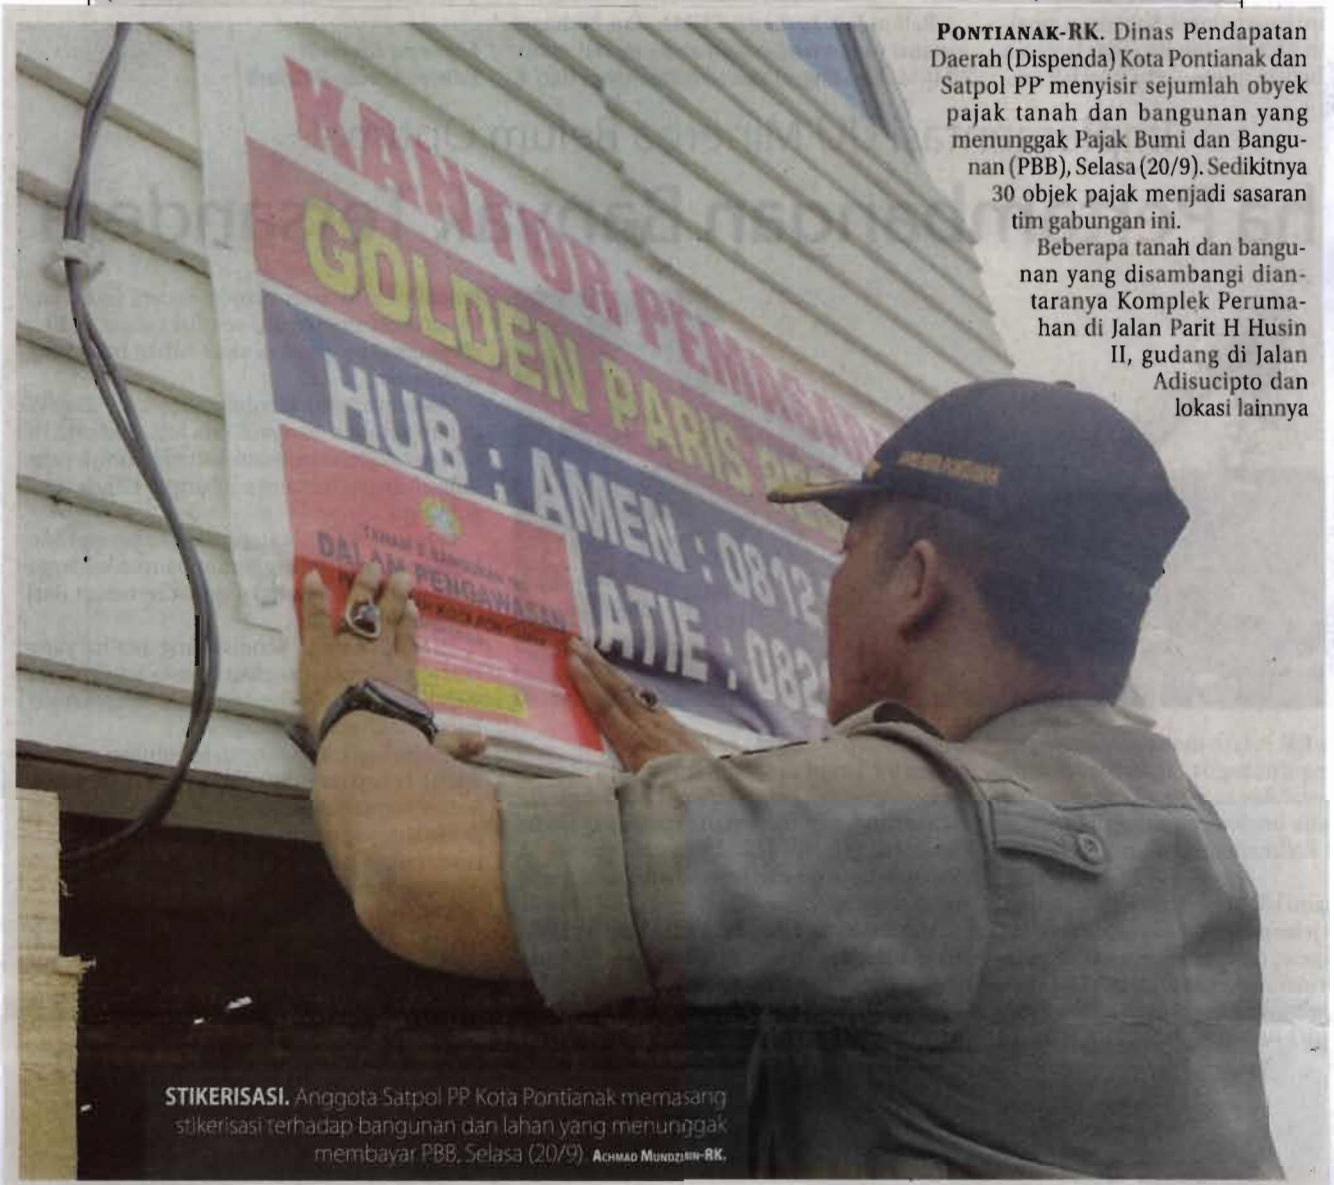 PONTIANAK-RK. Dinas Pendapatan
Daerah (Dispenda) Kota Pontianak dan
Satpol PP menyisir sejumlah obyek
pajak tanah dan bangunan yang
menunggak Pajak Bumi dan Bangu-
nan (PBB), Selasa (20/9). Sedikitnya
30 objek pajak menjadi sasaran
tim gabungan ini.
Beberapa tanah dan bangu-
nan yang disambangi dian-
taranya Komplek Peruma-
han di Jalan Parit H Husin
II, gudang di Jalan
Adisucipto dan
lokasi lainnya
KANTOR PEMASAR
GOLDEN PARIS
HUB : AMEN : 0812
ATIE : 082
TANAH & BANGUNAN INI
DALAM PENGAWASAN
STIKERISASI. Anggota Satpol PP Kota Pontianak memasang
stikerisasi terhadap bangunan dan lahan yang menunggak
membayar PBB, Selasa (20/9). ACHMAD MUNDZIRIN-RK.